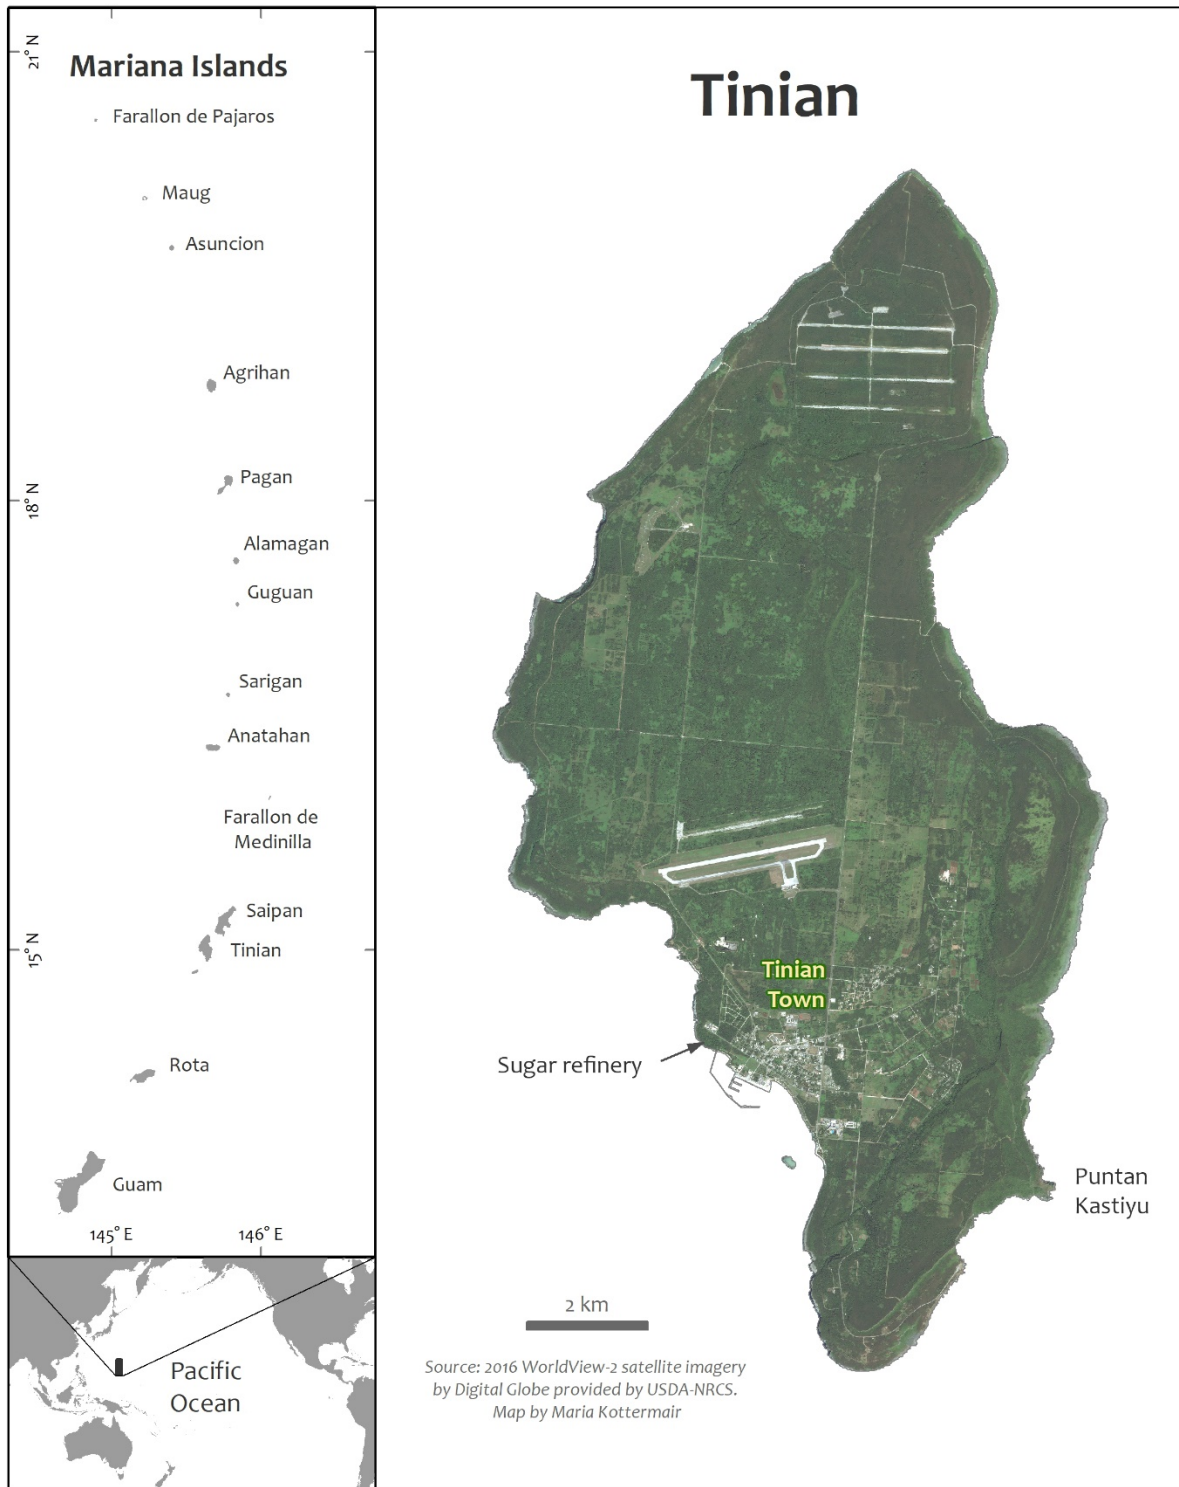 21° N
Mariana Islands
Farallon de Pajaros
Maug
Asuncion
Agrihan
Pagan
18° N
Alamagan
Guguan
Sarigan
Anatahan
Farallon de
Medinilla
Saipan
15° N
Tinian
Rota
Guam
145° E
146° E
Pacific
Ocean
Tinian
Tinian
Town
Sugar refinery
Puntan
Kastiyu
2 km
Source: 2016 WorldView-2 satellite imagery
by Digital Globe provided by USDA-NRCS.
Map by Maria Kottermair